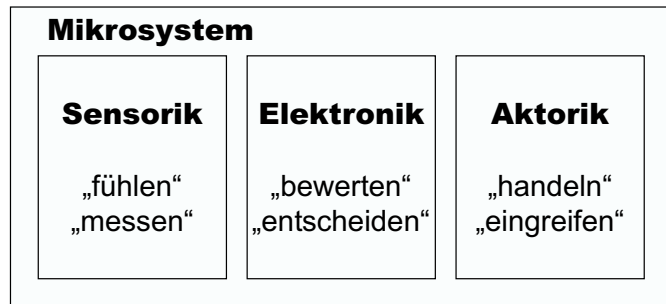 Mikrosystem
Sensorik
„fühlen“
„messen“
Elektronik
„bewerten“
„entscheiden“
Aktorik
„handeln“
„eingreifen“